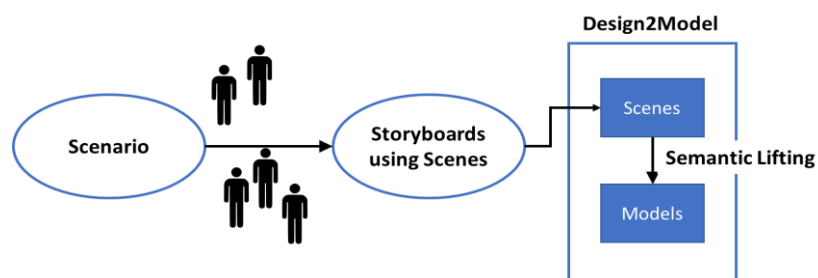 Design2Model
Scenario
Storyboards
using Scenes
Scenes
Semantic Lifting
Models